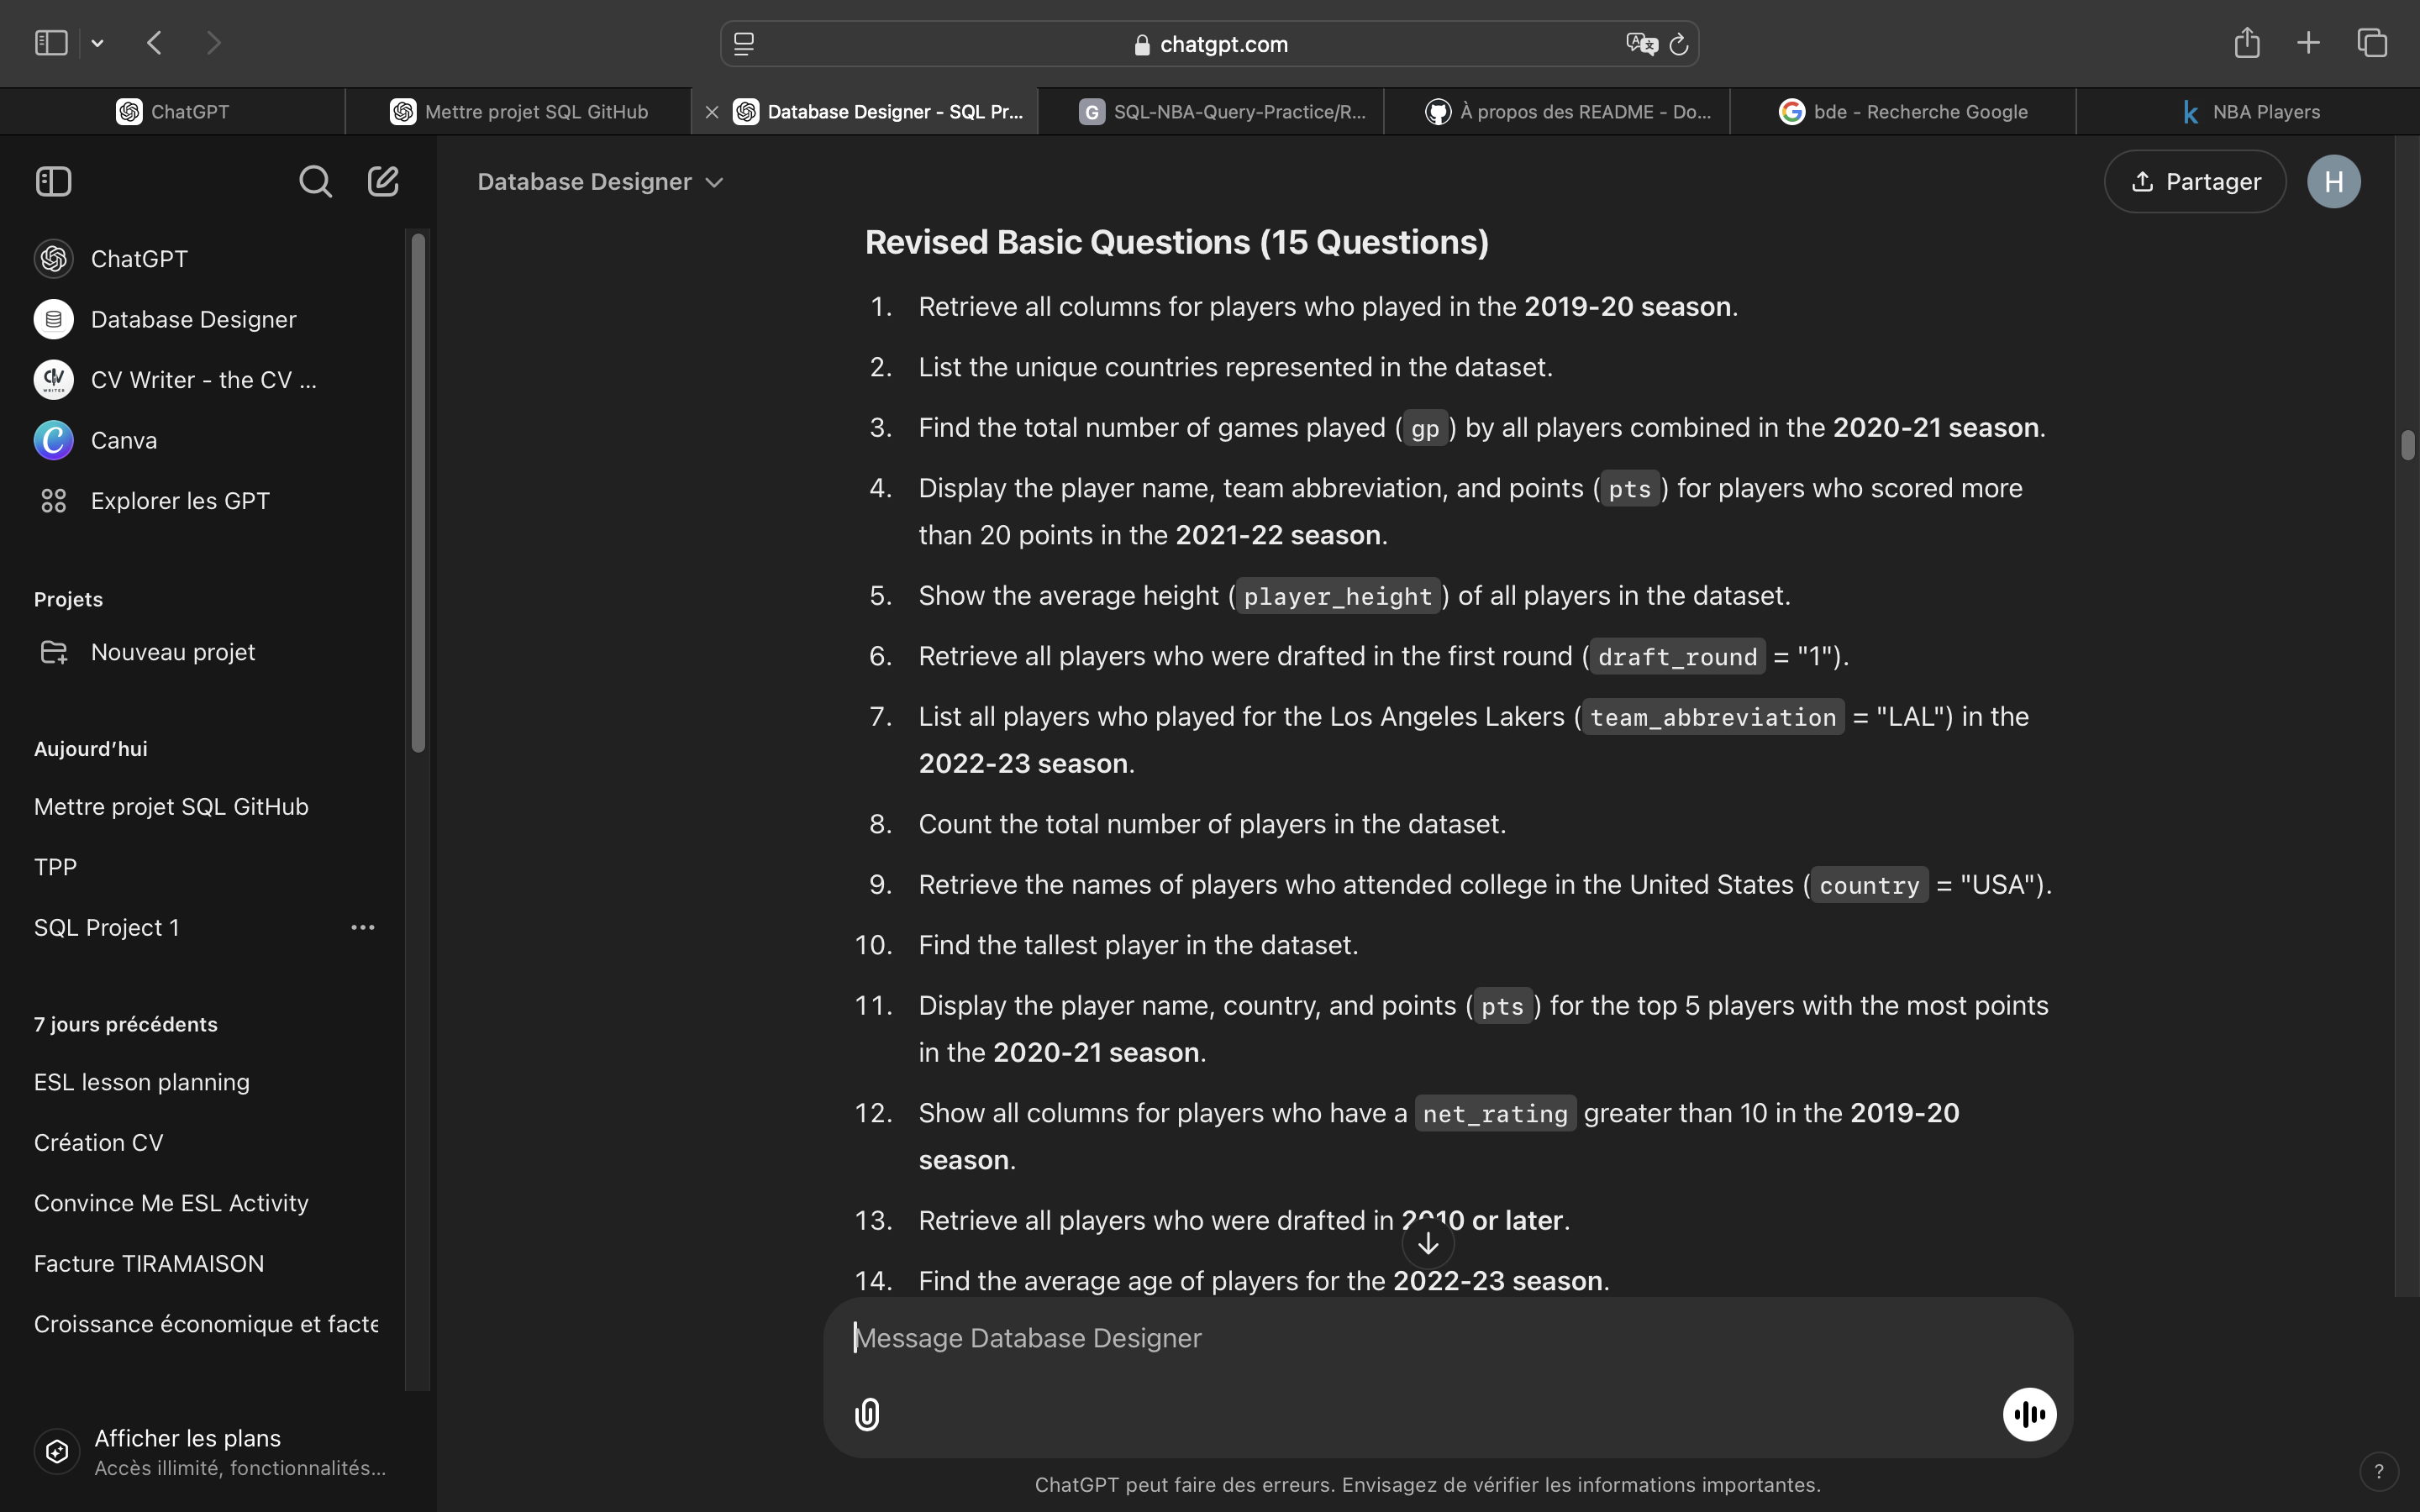 chatgpt.com
ChatGPT
Mettre projet SQL GitHub
Database Designer - SQL Pr...
G
SQL-NBA-Query-Practice/R...
À propos des README - Do...
bde - Recherche Google
k
NBA Players
ChatGPT
Database Designer
CV Writer - the CV ...
Canva
Explorer les GPT
Projets
Nouveau projet
Aujourd’hui
Mettre projet SQL GitHub
TPP
SQL Project 1
7 jours précédents
ESL lesson planning
Création CV
Convince Me ESL Activity
Facture TIRAMAISON
Croissance économique et facte
Afficher les plans
Accès illimité, fonctionnalités...
Database Designer
Partager
H
Revised Basic Questions (15 Questions)
1. Retrieve all columns for players who played in the 2019-20 season.
2. List the unique countries represented in the dataset.
3. Find the total number of games played (gp) by all players combined in the 2020-21 season.
4. Display the player name, team abbreviation, and points (pts) for players who scored more
than 20 points in the 2021-22 season.
5. Show the average height (player_height) of all players in the dataset.
6. Retrieve all players who were drafted in the first round (draft_round = "1").
7. List all players who played for the Los Angeles Lakers (team_abbreviation = "LAL") in the
2022-23 season.
8. Count the total number of players in the dataset.
9. Retrieve the names of players who attended college in the United States (country = "USA").
10. Find the tallest player in the dataset.
11. Display the player name, country, and points (pts) for the top 5 players with the most points
in the 2020-21 season.
12. Show all columns for players who have a net_rating greater than 10 in the 2019-20
season.
13. Retrieve all players who were drafted in 2010 or later.
14. Find the average age of players for the 2022-23 season.
Message Database Designer
ChatGPT peut faire des erreurs. Envisagez de vérifier les informations importantes.
?